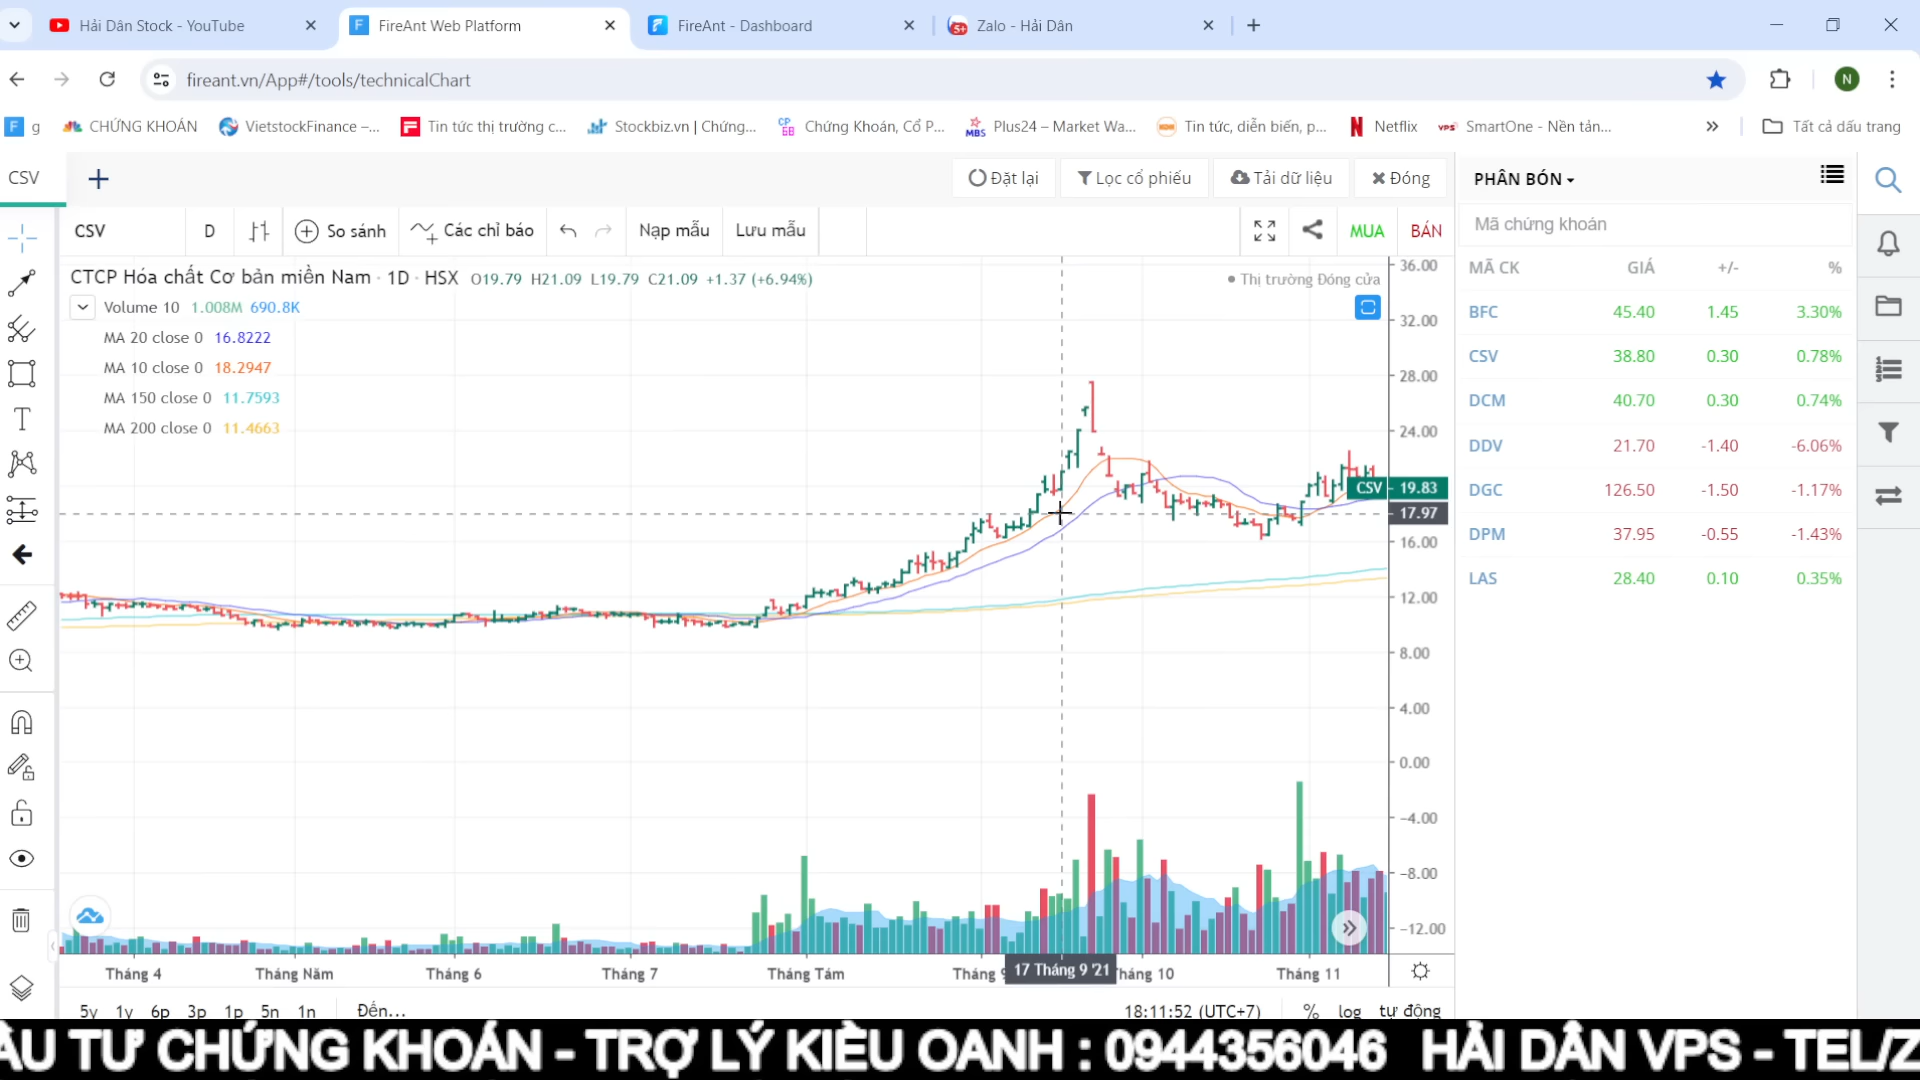 Hải Dân Stock - YouTube
FireAnt Web Platform
FireAnt - Dashboard
Zalo - Hải Dân
fireant.vn/App#/tools/technicalChart
N
g
CHỨNG KHOÁN
VietstockFinance –...
Tin tức thị trường c...
Stockbiz.vn | Chứng...
Chứng Khoán, Cổ P...
Plus24 – Market Wa...
Tin tức, diễn biến, p...
Netflix
SmartOne - Nền tản...
Tất cả dấu trang
CSV
Đặt lại
Lọc cổ phiếu
Tải dữ liệu
Đóng
PHÂN BÓN
CSV
D
So sánh
Các chỉ báo
Nạp mẫu
Lưu mẫu
MUA
BÁN
Mã chứng khoán
CTCP Hóa chất Cơ bản miền Nam · 1D · HSX O19.79 H21.09 L19.79 C21.09 +1.37 (+6.94%)
Thị trường Đóng cửa
Volume 10 1.008M 690.8K
MA 20 close 0 16.8222
MA 10 close 0 18.2947
MA 150 close 0 11.7593
MA 200 close 0 11.4663
36.00
32.00
28.00
24.00
CSV 19.83
17.97
16.00
12.00
8.00
4.00
0.00
-4.00
-8.00
-12.00
MÃ CK GIÁ +/- %
BFC 45.40 1.45 3.30%
CSV 38.80 0.30 0.78%
DCM 40.70 0.30 0.74%
DDV 21.70 -1.40 -6.06%
DGC 126.50 -1.50 -1.17%
DPM 37.95 -0.55 -1.43%
LAS 28.40 0.10 0.35%
Tháng 4 Tháng Năm Tháng 6 Tháng 7 Tháng Tám Tháng 9 17 Tháng 9 '21 háng 10 Tháng 11
5y 1y 6p 3p 1p 5n 1n Đến...
18:11:52 (UTC+7) % log tự động
ẦU TƯ CHỨNG KHOÁN - TRỢ LÝ KIỀU OANH : 0944356046 HẢI DÂN VPS - TEL/Z